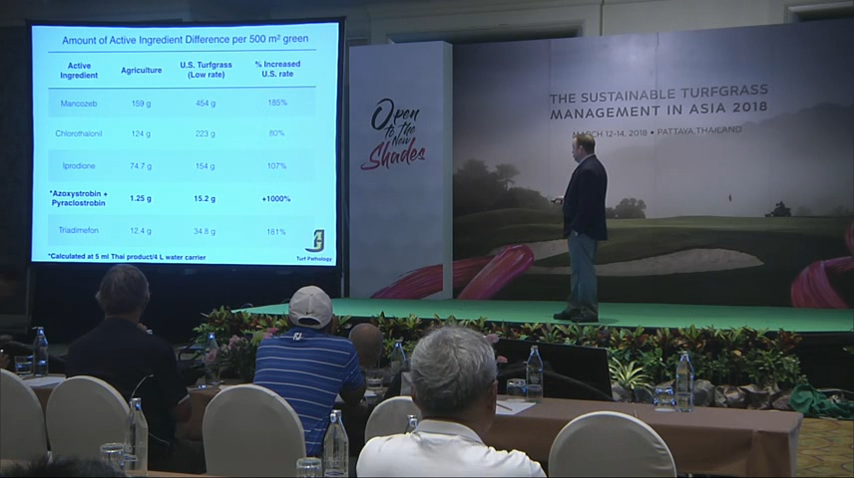 Amount of Active Ingredient Difference per 500 m² green
Active Ingredient Agriculture U.S. Turfgrass (Low rate) % Increased U.S. rate
Mancozeb 159 g 454 g 185%
Chlorothalonil 124 g 223 g 80%
Iprodione 74.7 g 154 g 107%
*Azoxystrobin + Pyraclostrobin 1.25 g 15.2 g +1000%
Triadimefon 12.4 g 34.8 g 181%
*Calculated at 5 ml Thai product/4 L water carrier
Turf Pathology
Open
to the
New
Shades
THE SUSTAINABLE TURFGRASS
MANAGEMENT IN ASIA 2018
MARCH 12-14, 2018 • PATTAYA THAILAND